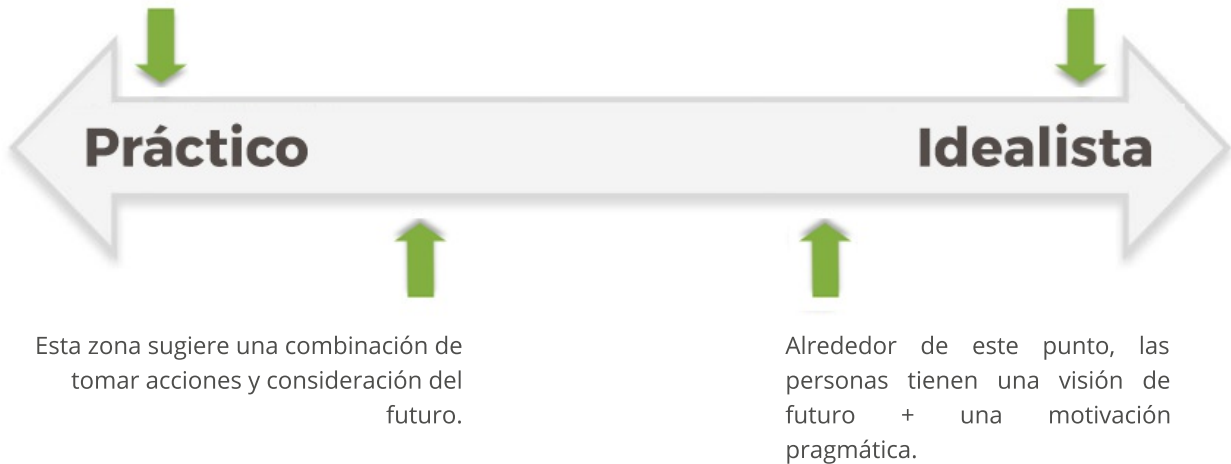 Práctico
Idealista
Esta zona sugiere una combinación de
tomar acciones y consideración del
futuro.
Alrededor de este punto, las
personas tienen una visión de
futuro + una motivación
pragmática.